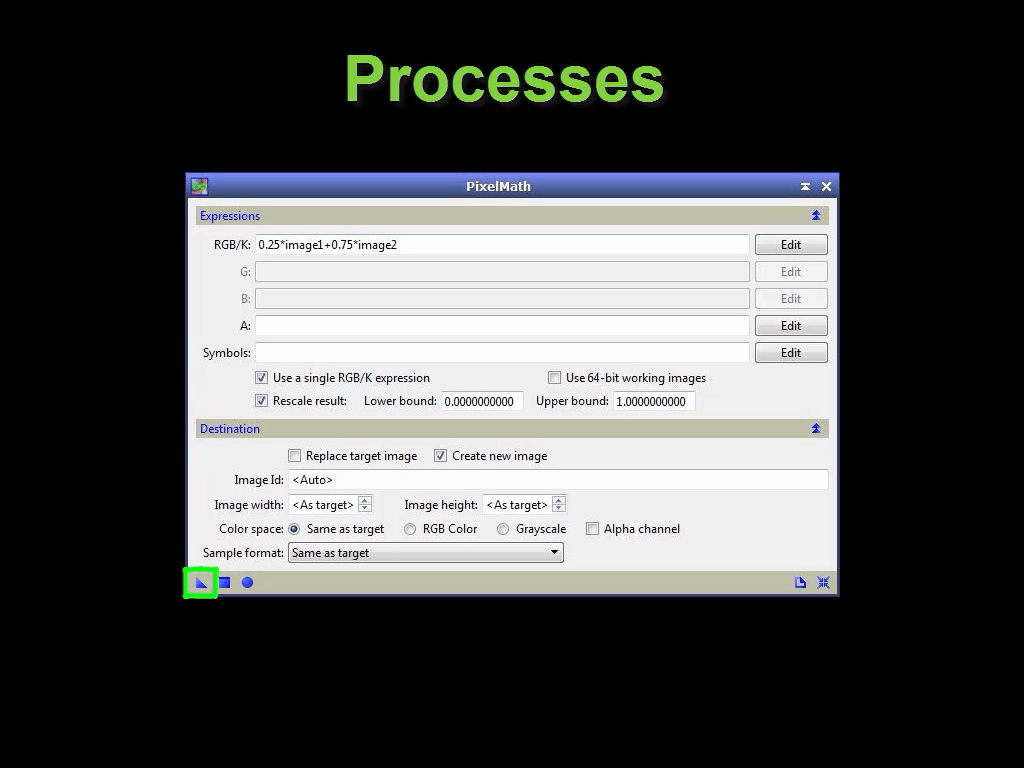 Processes
PixelMath
Expressions
RGB/K: 0.25*image1+0.75*image2 Edit
G: Edit
B: Edit
A: Edit
Symbols: Edit
Use a single RGB/K expression Use 64-bit working images
Rescale result: Lower bound: 0.0000000000 Upper bound: 1.0000000000
Destination
Replace target image Create new image
Image Id: <Auto>
Image width: <As target> Image height: <As target>
Color space: Same as target RGB Color Grayscale Alpha channel
Sample format: Same as target